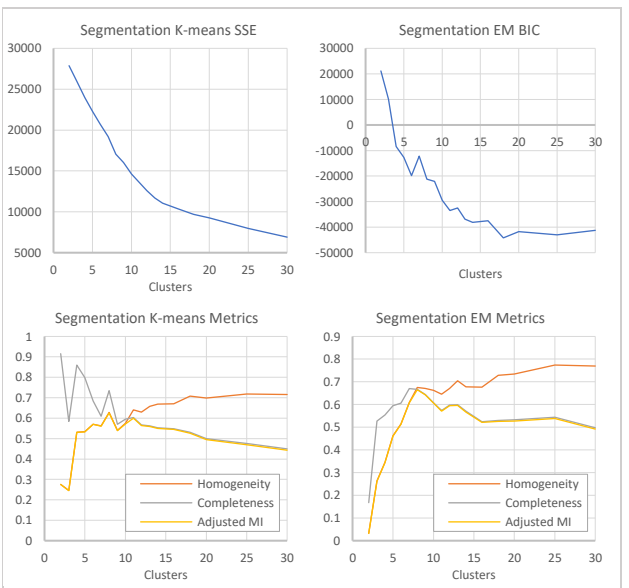 Segmentation K-means SSE
30000
25000
20000
15000
10000
5000
0 5 10 15 20 25 30
Clusters
Segmentation EM BIC
30000
20000
10000
0
-10000
-20000
-30000
-40000
-50000
0 5 10 15 20 25 30
Clusters
Segmentation K-means Metrics
1
0.9
0.8
0.7
0.6
0.5
0.4
0.3
0.2
0.1
0
Homogeneity
Completeness
Adjusted MI
0 5 10 15 20 25 30
Clusters
Segmentation EM Metrics
0.9
0.8
0.7
0.6
0.5
0.4
0.3
0.2
0.1
0
Homogeneity
Completeness
Adjusted MI
0 5 10 15 20 25 30
Clusters